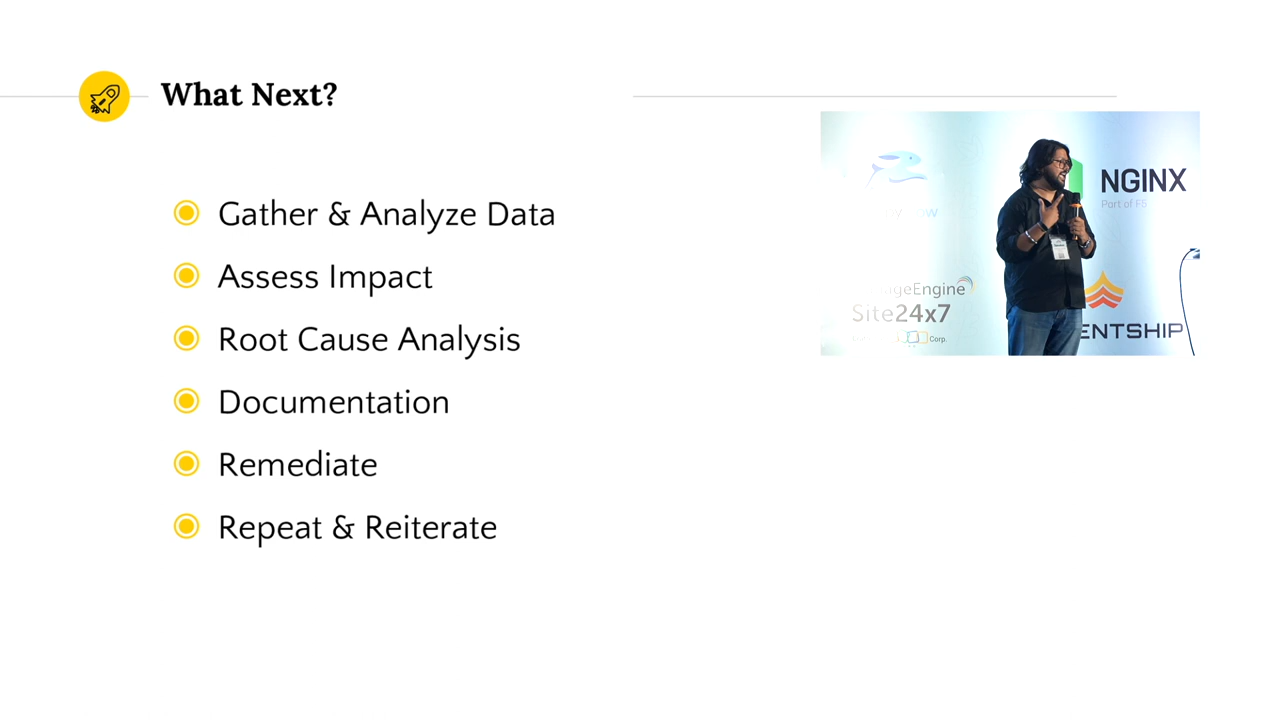 What Next?
Gather & Analyze Data
Assess Impact
Root Cause Analysis
Documentation
Remediate
Repeat & Reiterate
NGINX
Part of F5
ageEngine
Site24x7
Corp.
ENTSHIP